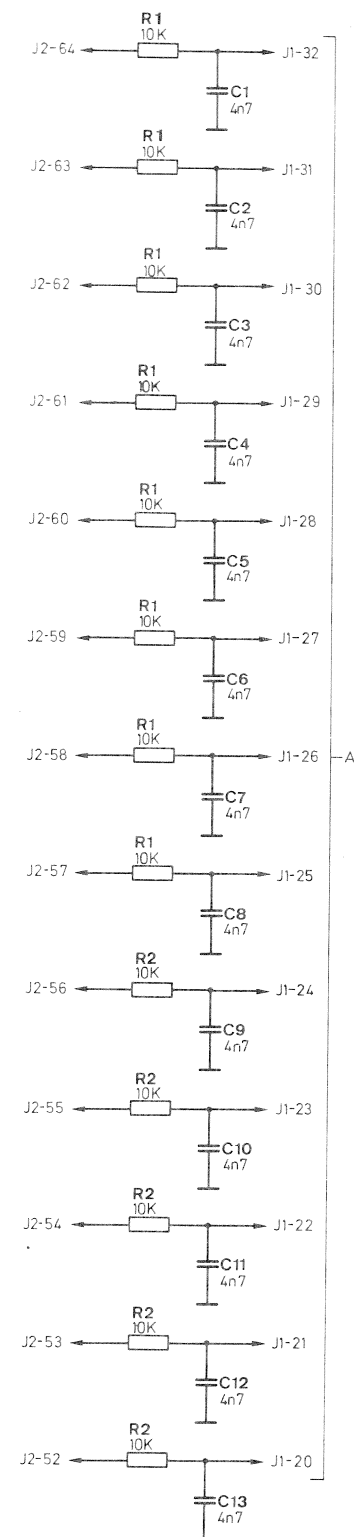 R1
10K
J2-64
J1-32
C1
4n7
R1
10K
J2-63
J1-31
C2
4n7
R1
10K
J2-62
J1-30
C3
4n7
R1
10K
J2-61
J1-29
C4
4n7
R1
10K
J2-60
J1-28
C5
4n7
R1
10K
J2-59
J1-27
C6
4n7
R1
10K
J2-58
J1-26
A
C7
4n7
R1
10K
J2-57
J1-25
C8
4n7
R2
10K
J2-56
J1-24
C9
4n7
R2
10K
J2-55
J1-23
C10
4n7
R2
10K
J2-54
J1-22
C11
4n7
R2
10K
J2-53
J1-21
C12
4n7
R2
10K
J2-52
J1-20
C13
4n7